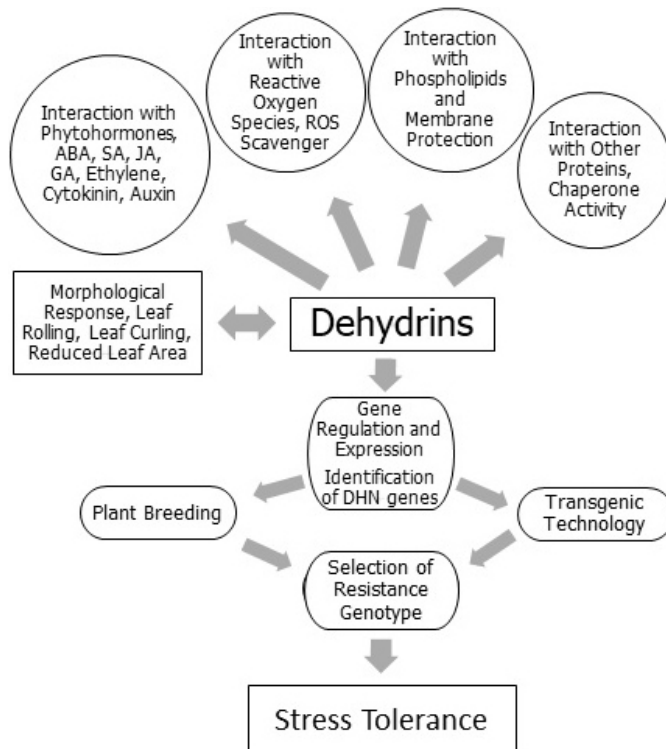 Interaction with
Phytohormones,
ABA, SA, JA,
GA, Ethylene,
Cytokinin, Auxin
Interaction
with
Reactive
Oxygen
Species, ROS
Scavenger
Interaction
with
Phospholipids
and
Membrane
Protection
Interaction
with Other
Proteins,
Chaperone
Activity
Morphological
Response, Leaf
Rolling, Leaf Curling,
Reduced Leaf Area
Dehydrins
Gene
Regulation and
Expression
Identification
of DHN genes
Plant Breeding
Transgenic
Technology
Selection of
Resistance
Genotype
Stress Tolerance